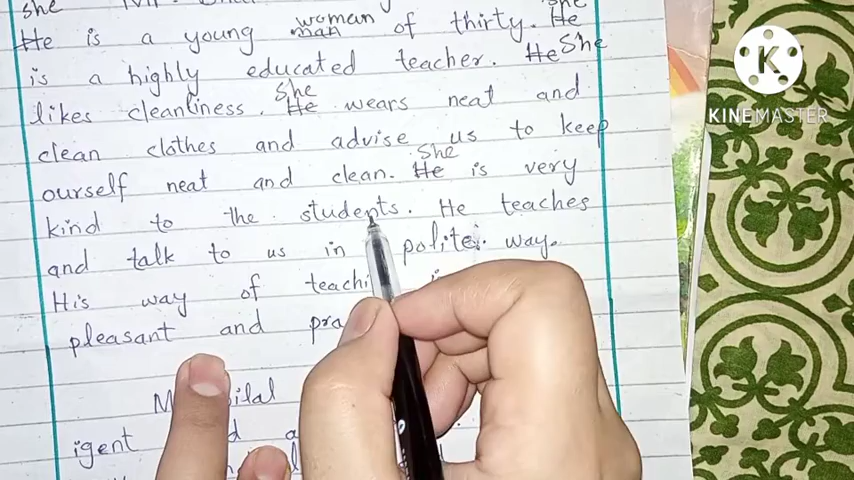 she she
woman
He is a young man of thirty. He
is a highly educated teacher. He She
She
likes cleanliness. He wears neat and
clean clothes and advise us to keep
She
ourself neat and clean. He is very
kind to the students. He teaches
and talk to us in polite. way.
His way of
pleasant and
igent
K
KINEMASTER